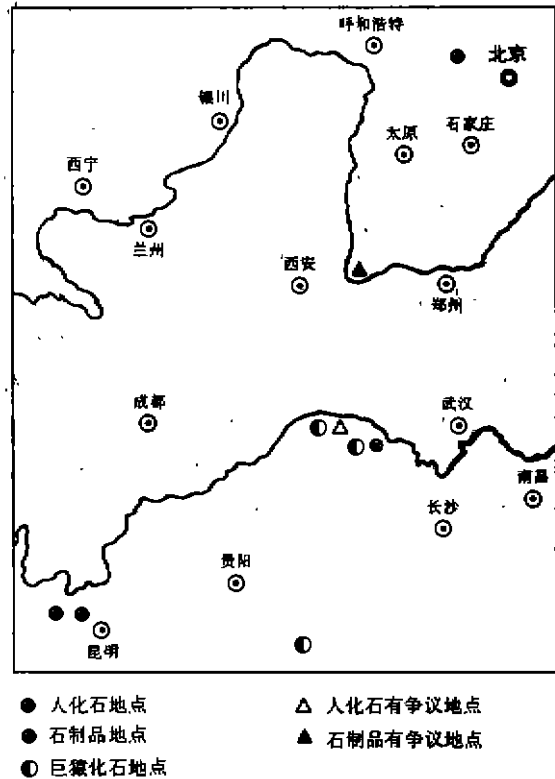 呼和浩特
北京
银川
太原
石家庄
西宁
兰州
西安
郑州
成都
武汉
南昌
长沙
贵阳
昆明
人化石地点
人化石有争议地点
石制品地点
石制品有争议地点
巨猿化石地点